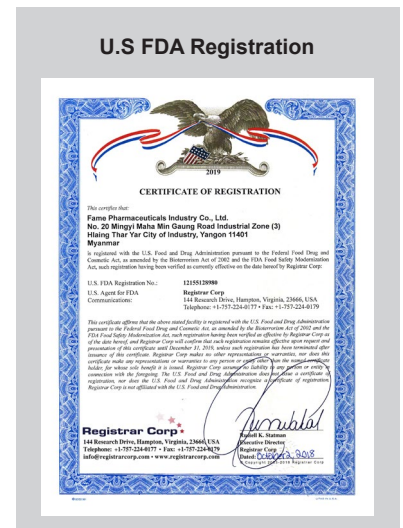 U.S FDA Registration
2019
CERTIFICATE OF REGISTRATION
This certifies that:
Fame Pharmaceuticals Industry Co., Ltd.
No. 20 Mingyi Maha Min Gaung Road Industrial Zone (3)
Hlaing Thar Yar City of Industry, Yangon 11401
Myanmar
is registered with the U.S. Food and Drug Administration pursuant to the Federal Food Drug and
Cosmetic Act, as amended by the Bioterrorism Act of 2002 and the FDA Food Safety Modernization
Act, such registration having been verified as currently effective on the date hereof by Registrar Corp:
U.S. FDA Registration No.: 12155128980
U.S. Agent for FDA Registrar Corp
Communications: 144 Research Drive, Hampton, Virginia, 23666, USA
Telephone: +1-757-224-0177 • Fax: +1-757-224-0179
This certificate affirms that the above stated facility is registered with the U.S. Food and Drug Administration
pursuant to the Federal Food Drug and Cosmetic Act, as amended by the Bioterrorism Act of 2002 and the
FDA Food Safety Modernization Act, such registration having been verified as effective by Registrar Corp as
of the date hereof, and Registrar Corp will confirm that such registration remains effective upon request and
presentation of this certificate until December 31, 2019, unless such registration has been terminated after
issuance of this certificate. Registrar Corp makes no other representations or warranties, nor does this
certificate make any representations or warranties to any person or entity other than the named certificate
holder, for whose sole benefit it is issued. Registrar Corp assumes no liability to any person or entity in
connection with the foregoing. The U.S. Food and Drug Administration does not issue a certificate of
registration, nor does the U.S. Food and Drug Administration recognize a certificate of registration.
Registrar Corp is not affiliated with the U.S. Food and Drug Administration.
Registrar Corp
144 Research Drive, Hampton, Virginia, 23666, USA
Telephone: +1-757-224-0177 • Fax: +1-757-224-0179
info@registrarcorp.com • www.registrarcorp.com
Russell K. Statman
Executive Director
Registrar Corp
Dated: October 2, 2018
© Copyright 2003-2019 Registrar Corp